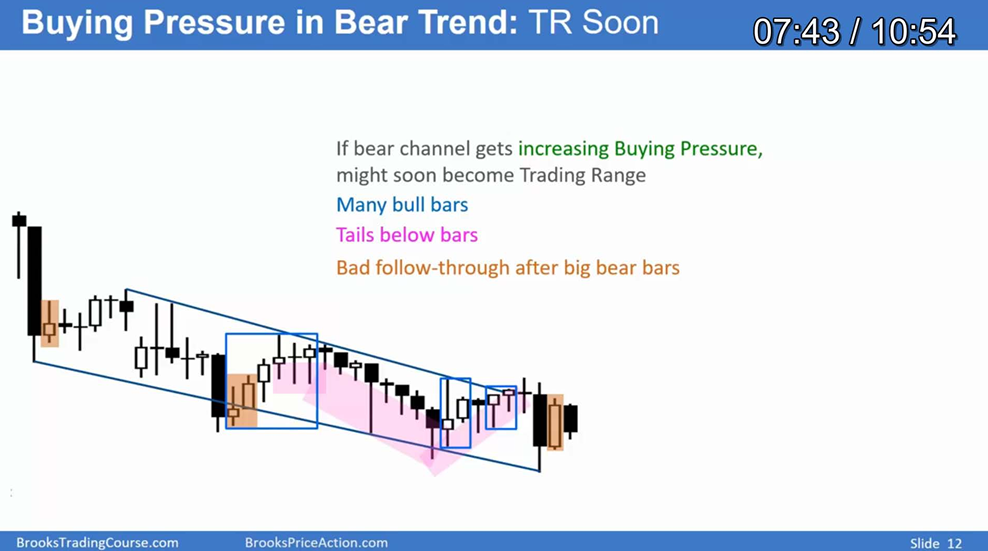 Buying Pressure in Bear Trend: TR Soon
07:43 / 10:54
If bear channel gets increasing Buying Pressure,
might soon become Trading Range
Many bull bars
Tails below bars
Bad follow-through after big bear bars
BrooksTradingCourse.com
BrooksPriceAction.com
Slide 12